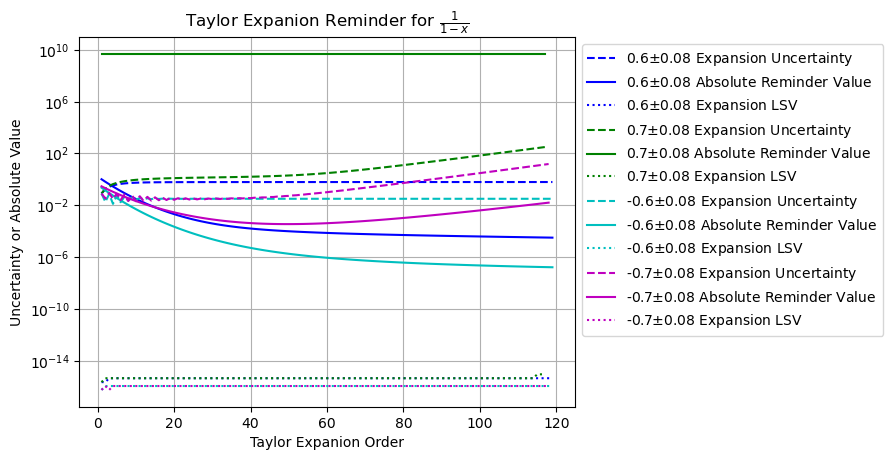 Taylor Expanion Reminder for $\frac{1}{1-x}$
Uncertainty or Absolute Value
10^10
10^6
10^2
10^−2
10^−6
10^−10
10^−14
0 20 40 60 80 100 120
Taylor Expanion Order
0.6±0.08 Expansion Uncertainty
0.6±0.08 Absolute Reminder Value
0.6±0.08 Expansion LSV
0.7±0.08 Expansion Uncertainty
0.7±0.08 Absolute Reminder Value
0.7±0.08 Expansion LSV
-0.6±0.08 Expansion Uncertainty
-0.6±0.08 Absolute Reminder Value
-0.6±0.08 Expansion LSV
-0.7±0.08 Expansion Uncertainty
-0.7±0.08 Absolute Reminder Value
-0.7±0.08 Expansion LSV